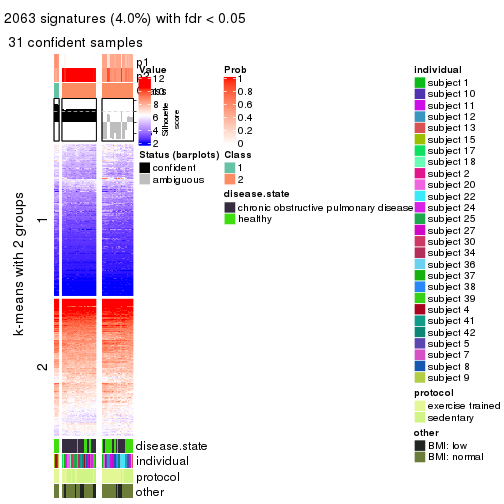 2063 signatures (4.0%) with fdr < 0.05
31 confident samples
p1
p2
Class
Silhouette
score
k-means with 2 groups
1
2
disease.state
individual
protocol
other
Value
12
10
8
6
4
2
Status (barplots)
confident
ambiguous
Prob
1
0.8
0.6
0.4
0.2
0
Class
1
2
disease.state
chronic obstructive pulmonary disease
healthy
individual
subject 1
subject 10
subject 11
subject 12
subject 13
subject 15
subject 17
subject 18
subject 2
subject 20
subject 22
subject 24
subject 25
subject 27
subject 30
subject 34
subject 36
subject 37
subject 38
subject 39
subject 4
subject 41
subject 42
subject 5
subject 7
subject 8
subject 9
protocol
exercise trained
sedentary
other
BMI: low
BMI: normal